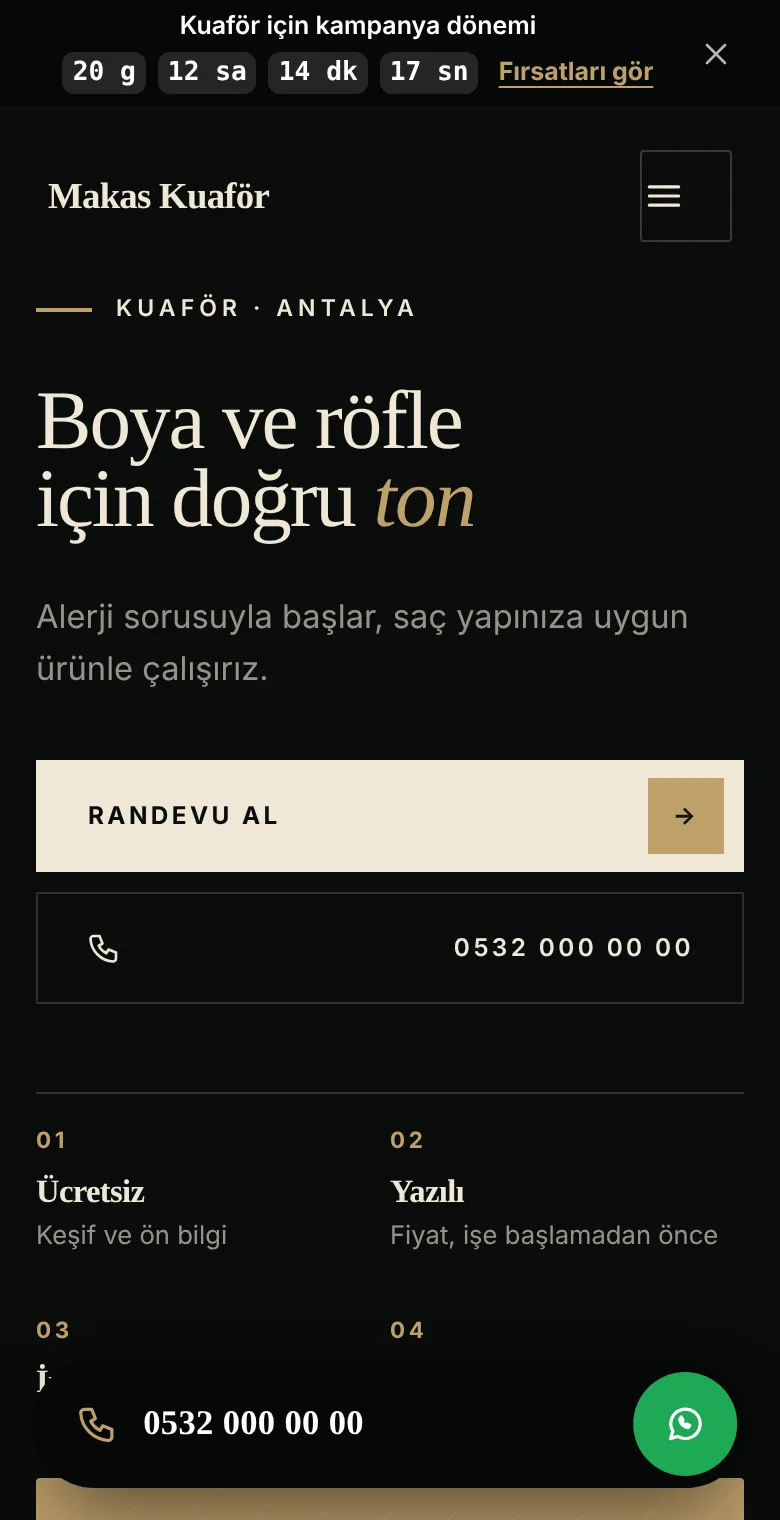 Kuaför için kampanya dönemi
20 g 12 sa 14 dk 17 sn Fırsatları gör
Makas Kuaför
KUAFÖR · ANTALYA
Boya ve röfle
için doğru ton
Alerji sorusuyla başlar, saç yapınıza uygun
ürünle çalışırız.
RANDEVU AL
0532 000 00 00
01
02
Ücretsiz
Yazılı
Keşif ve ön bilgi
Fiyat, işe başlamadan önce
03
04
0532 000 00 00